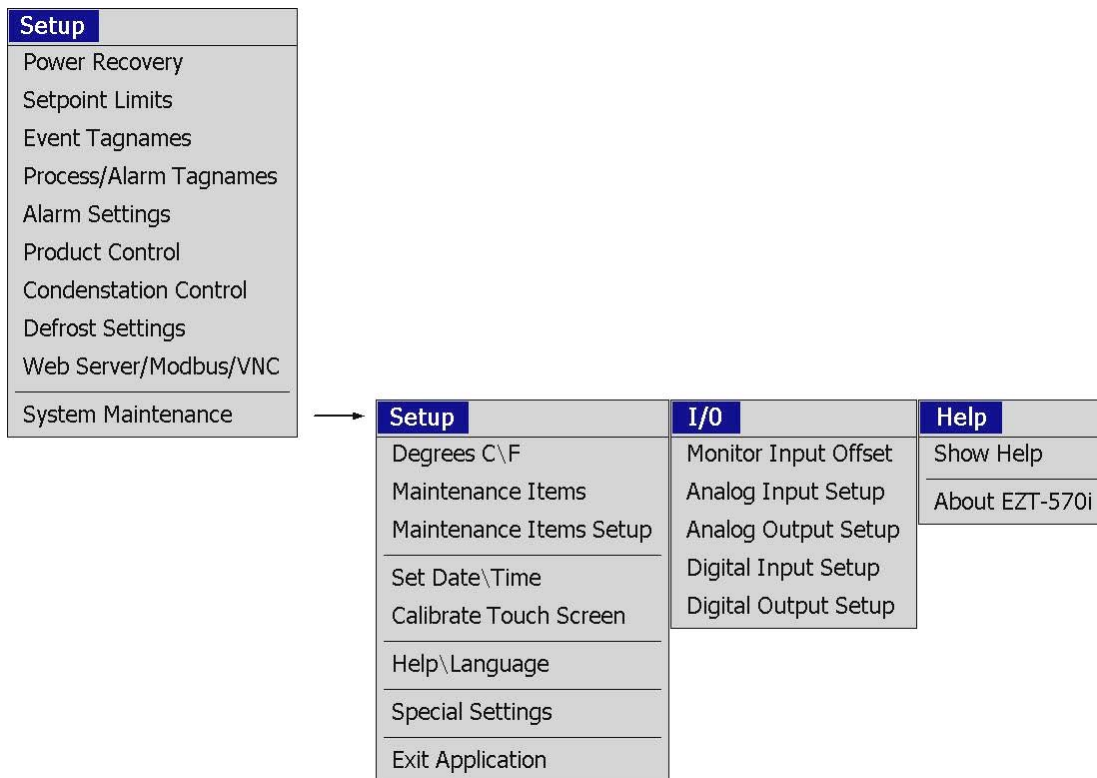 Setup
Power Recovery
Setpoint Limits
Event Tagnames
Process/Alarm Tagnames
Alarm Settings
Product Control
Condenstation Control
Defrost Settings
Web Server/Modbus/VNC
System Maintenance
Setup
Degrees C\F
Maintenance Items
Maintenance Items Setup
Set Date\Time
Calibrate Touch Screen
Help\Language
Special Settings
Exit Application
I/0
Monitor Input Offset
Analog Input Setup
Analog Output Setup
Digital Input Setup
Digital Output Setup
Help
Show Help
About EZT-570i